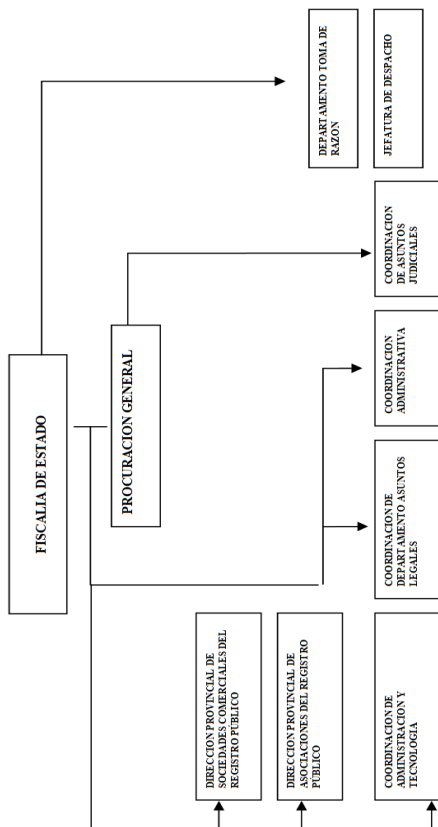 FISCALIA DE ESTADO
PROCURACION GENERAL
DIRECCION PROVINCIAL DE
SOCIEDADES COMERCIALES DEL
REGISTRO PÚBLICO
DIRECCION PROVINCIAL DE
ASOCIACIONES DEL REGISTRO
PÚBLICO
COORDINACION DE
ADMINISTRACION Y
TECNOLOGIA
COORDINACION DE
DEPARTAMENTO ASUNTOS
LEGALES
COORDINACION
ADMINISTRATIVA
COORDINACION
DE ASUNTOS
JUDICIALES
DEPARTAMENTO TOMA DE
RAZON
JEFATURA DE DESPACHO